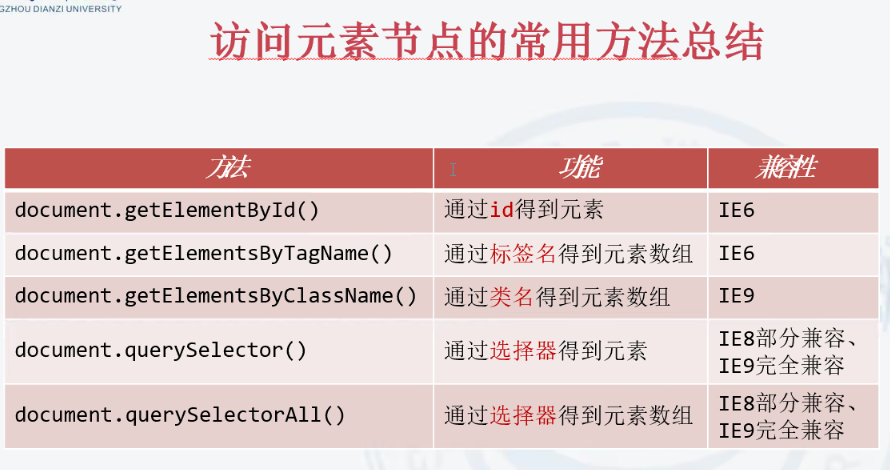 GZHOU DIANZI UNIVERSITY
访问元素节点的常用方法总结
方法 功能 兼容性
document.getElementById() 通过id得到元素 IE6
document.getElementsByTagName() 通过标签名得到元素数组 IE6
document.getElementsByClassName() 通过类名得到元素数组 IE9
document.querySelector() 通过选择器得到元素 IE8部分兼容、
IE9完全兼容
document.querySelectorAll() 通过选择器得到元素数组 IE8部分兼容、
IE9完全兼容